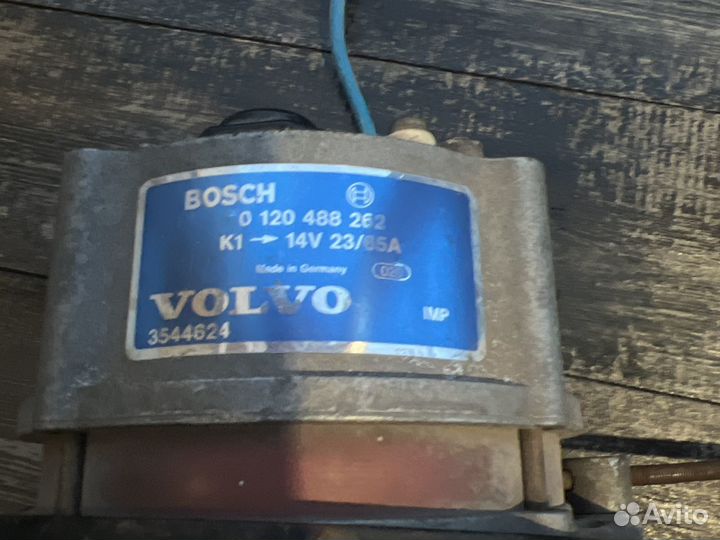 BOSCH
0 120 488 262
K1 → 14V 23/65A
Made in Germany
VOLVO
IMP
3544624
Avito